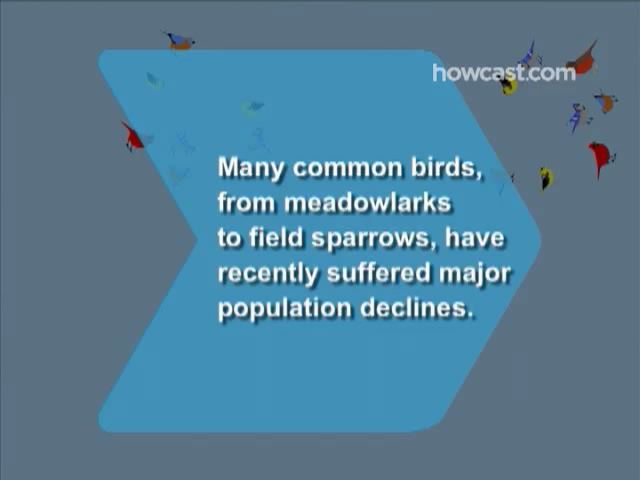 howcast.com
Many common birds,
from meadowlarks
to field sparrows, have
recently suffered major
population declines.